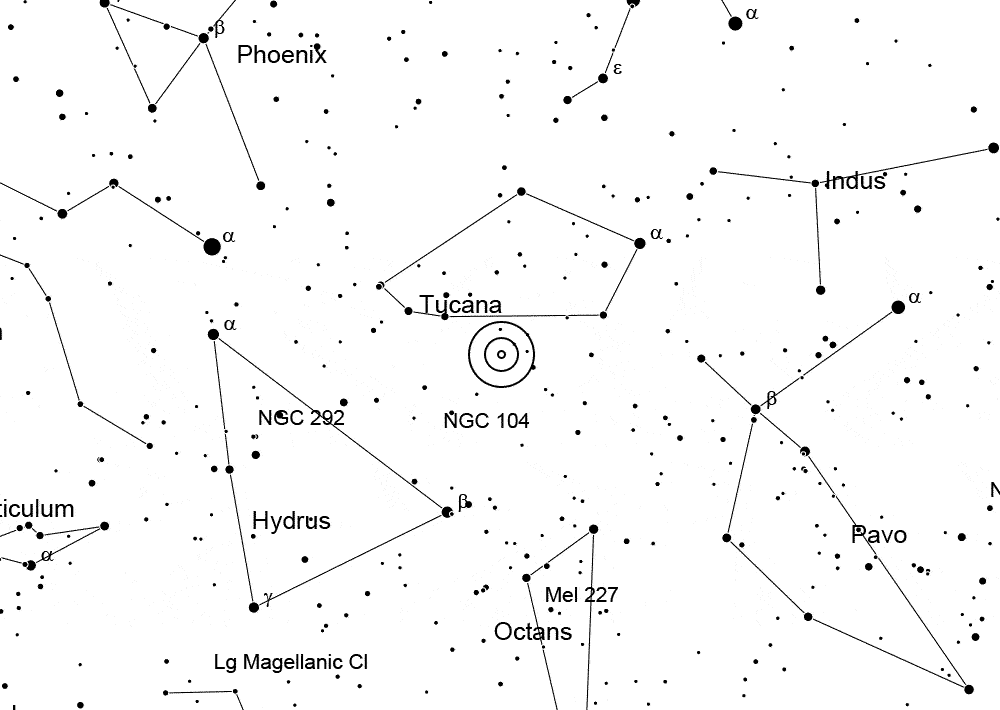 α
β
Phoenix
ε
Indus
α
α
α
Tucana
α
β
NGC 292
NGC 104
β
ticulum
Hydrus
Pavo
α
Mel 227
γ
Octans
Lg Magellanic Cl